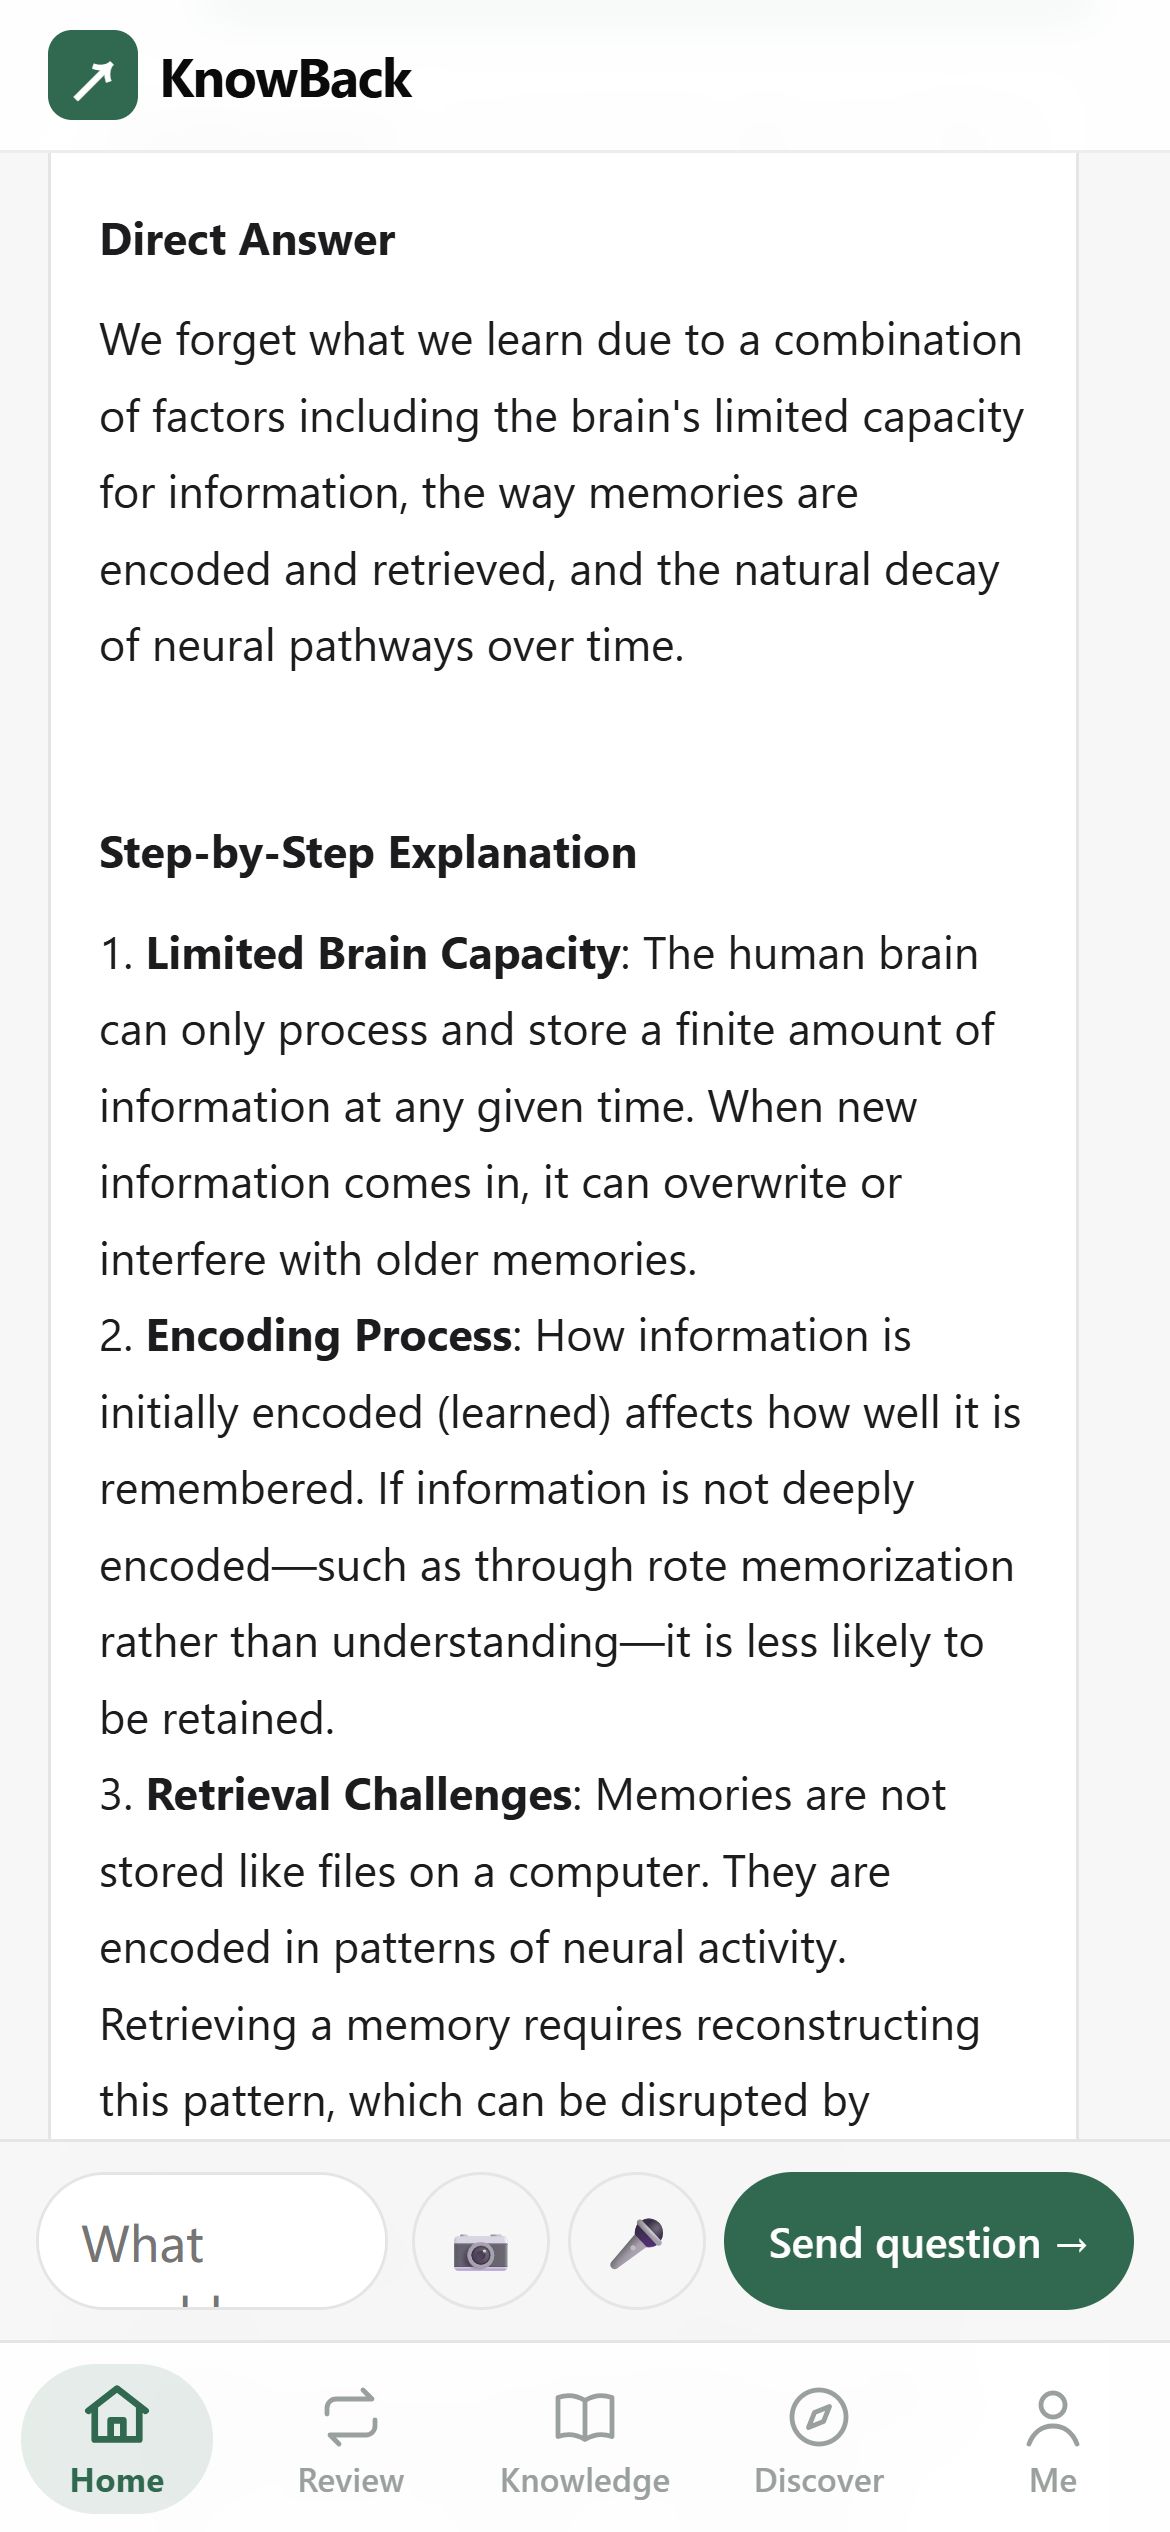 KnowBack
Direct Answer
We forget what we learn due to a combination
of factors including the brain's limited capacity
for information, the way memories are
encoded and retrieved, and the natural decay
of neural pathways over time.
Step-by-Step Explanation
1. Limited Brain Capacity: The human brain
can only process and store a finite amount of
information at any given time. When new
information comes in, it can overwrite or
interfere with older memories.
2. Encoding Process: How information is
initially encoded (learned) affects how well it is
remembered. If information is not deeply
encoded—such as through rote memorization
rather than understanding—it is less likely to
be retained.
3. Retrieval Challenges: Memories are not
stored like files on a computer. They are
encoded in patterns of neural activity.
Retrieving a memory requires reconstructing
this pattern, which can be disrupted by
What
Send question →
Home
Review
Knowledge
Discover
Me